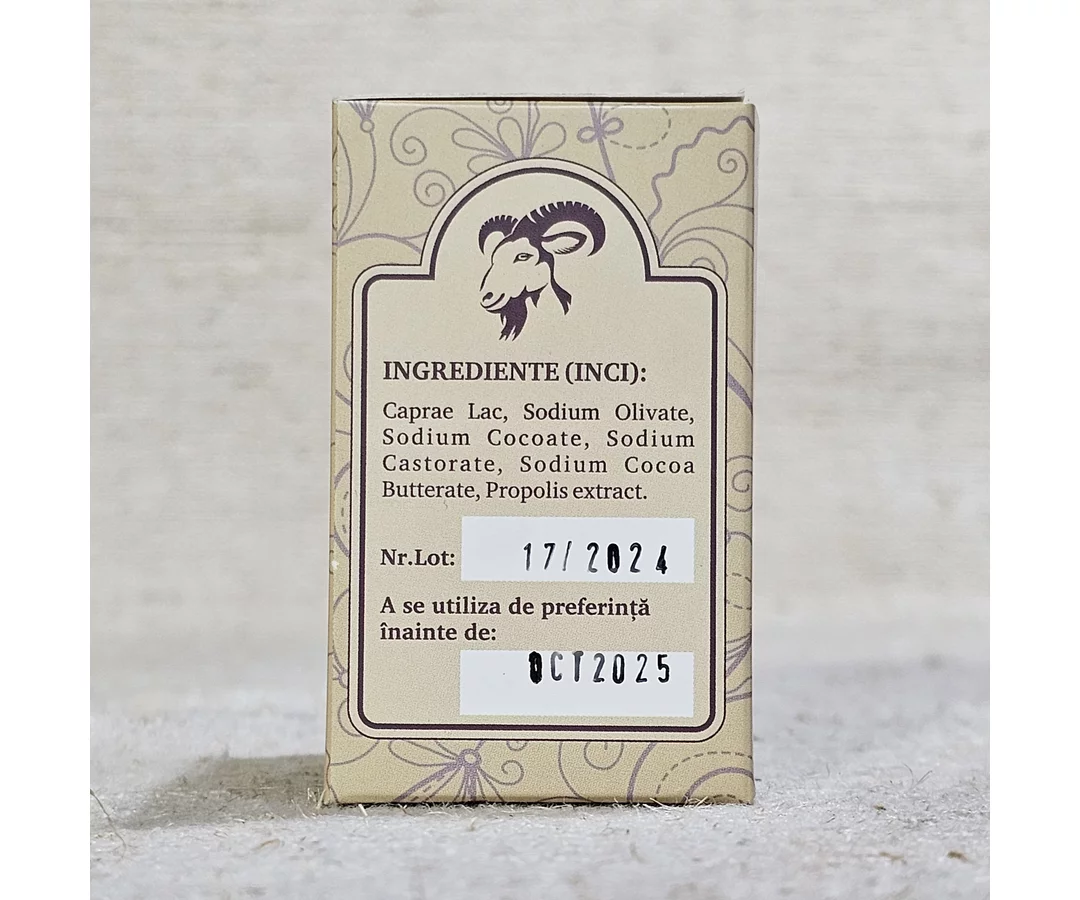 INGREDIENTE (INCI):
Caprae Lac, Sodium Olivate,
Sodium Cocoate, Sodium
Castorate, Sodium Cocoa
Butterate, Propolis extract.
Nr.Lot: 17/2024
A se utiliza de preferință
înainte de:
OCT2025